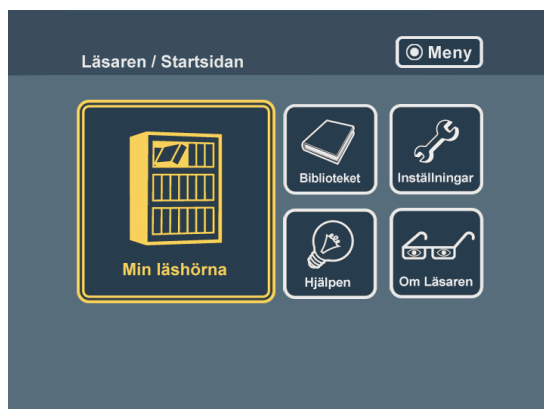 Läsaren / Startsidan
Meny
Min läshörna
Biblioteket
Inställningar
Hjälpen
Om Läsaren